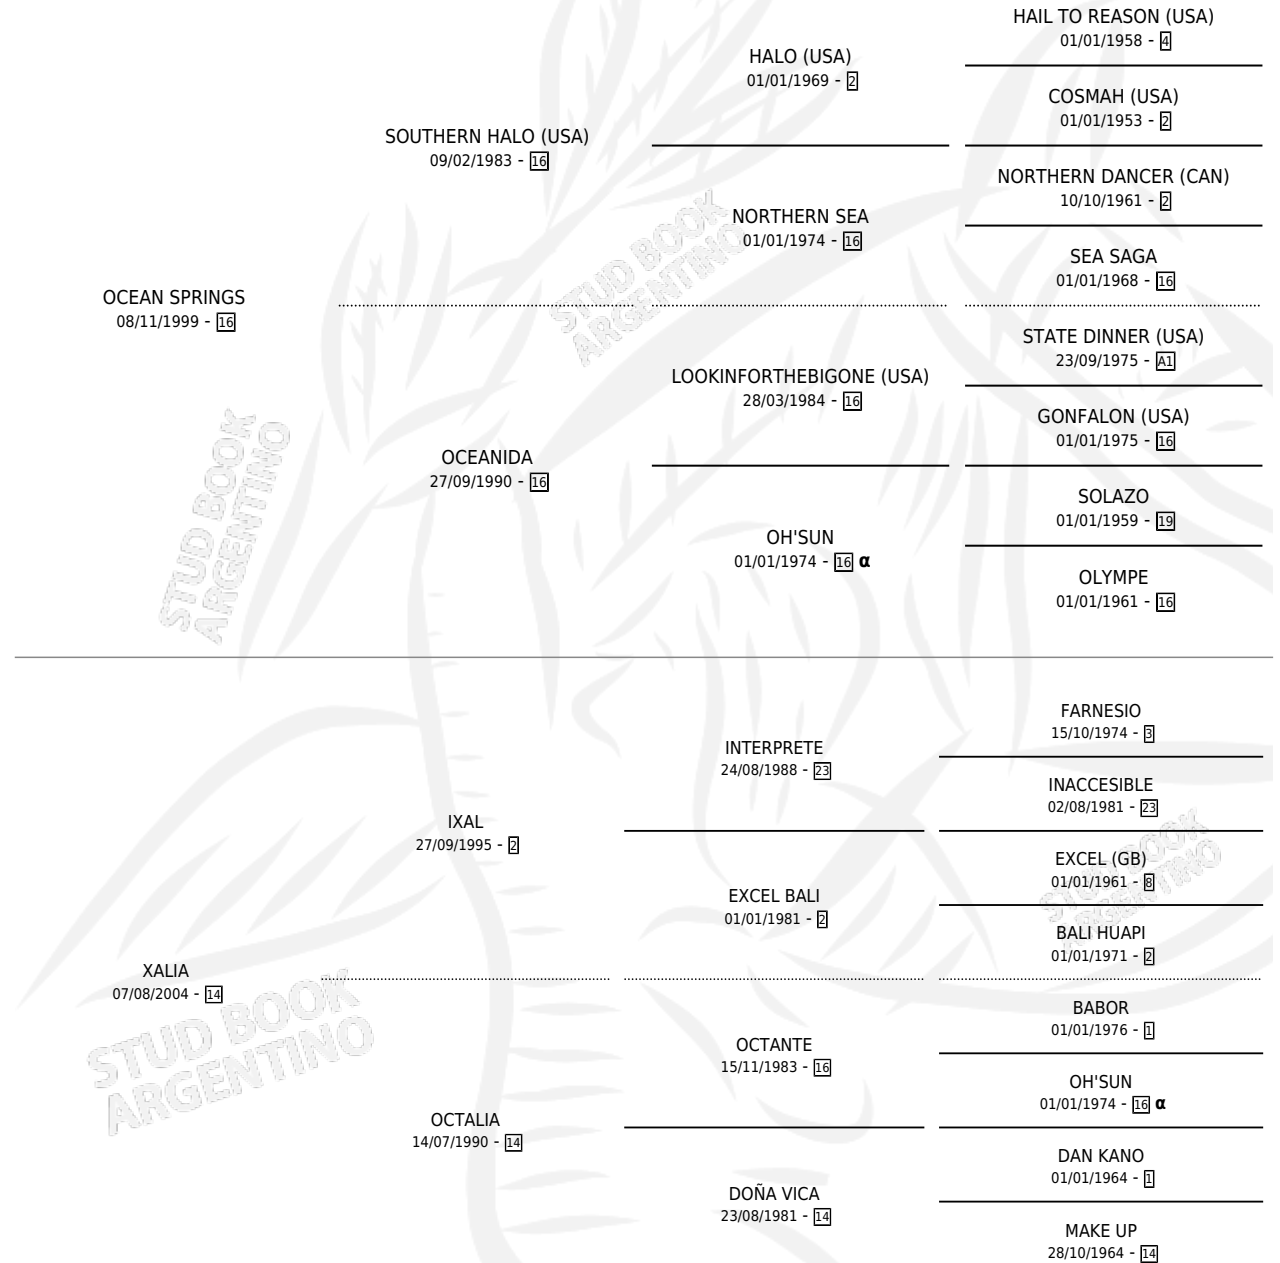 HAIL TO REASON (USA)
01/01/1958 - 4
HALO (USA)
01/01/1969 - 2
COSMAH (USA)
01/01/1953 - 2
SOUTHERN HALO (USA)
09/02/1983 - 16
NORTHERN DANCER (CAN)
10/10/1961 - 2
NORTHERN SEA
01/01/1974 - 16
SEA SAGA
01/01/1968 - 16
OCEAN SPRINGS
08/11/1999 - 16
STATE DINNER (USA)
23/09/1975 - A1
LOOKINFORTHEBIGONE (USA)
28/03/1984 - 16
GONFALON (USA)
01/01/1975 - 16
OCEANIDA
27/09/1990 - 16
SOLAZO
01/01/1959 - 19
OH'SUN
01/01/1974 - 16 α
OLYMPE
01/01/1961 - 16
FARNESIO
15/10/1974 - 3
INTERPRETE
24/08/1988 - 23
INACCESIBLE
02/08/1981 - 23
IXAL
27/09/1995 - 2
EXCEL (GB)
01/01/1961 - 8
EXCEL BALI
01/01/1981 - 2
BALI HUAPI
01/01/1971 - 2
XALIA
07/08/2004 - 14
BABOR
01/01/1976 - 1
OCTANTE
15/11/1983 - 16
OH'SUN
01/01/1974 - 16 α
OCTALIA
14/07/1990 - 14
DAN KANO
01/01/1964 - 1
DOÑA VICA
23/08/1981 - 14
MAKE UP
28/10/1964 - 14
STUD BOOK
ARGENTINO
STUD BOOK
ARGENTINO
STUD BOOK
ARGENTINO
STUD BOOK
ARGENTINO